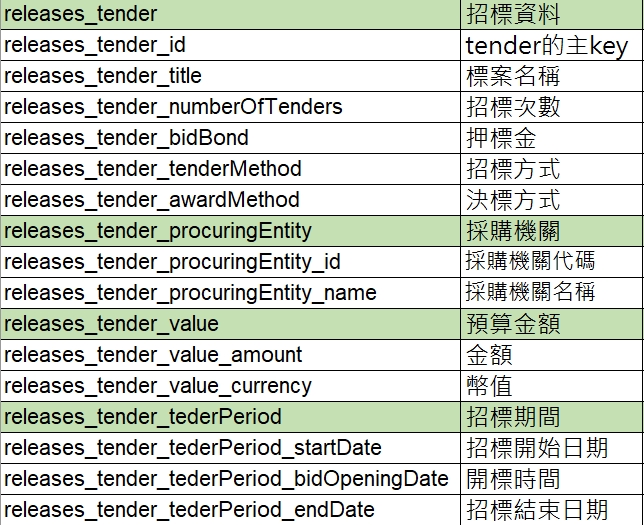 releases_tender 招標資料
releases_tender_id tender的主key
releases_tender_title 標案名稱
releases_tender_numberOfTenders 招標次數
releases_tender_bidBond 押標金
releases_tender_tenderMethod 招標方式
releases_tender_awardMethod 決標方式
releases_tender_procuringEntity 採購機關
releases_tender_procuringEntity_id 採購機關代碼
releases_tender_procuringEntity_name 採購機關名稱
releases_tender_value 預算金額
releases_tender_value_amount 金額
releases_tender_value_currency 幣值
releases_tender_tederPeriod 招標期間
releases_tender_tederPeriod_startDate 招標開始日期
releases_tender_tederPeriod_bidOpeningDate 開標時間
releases_tender_tederPeriod_endDate 招標結束日期